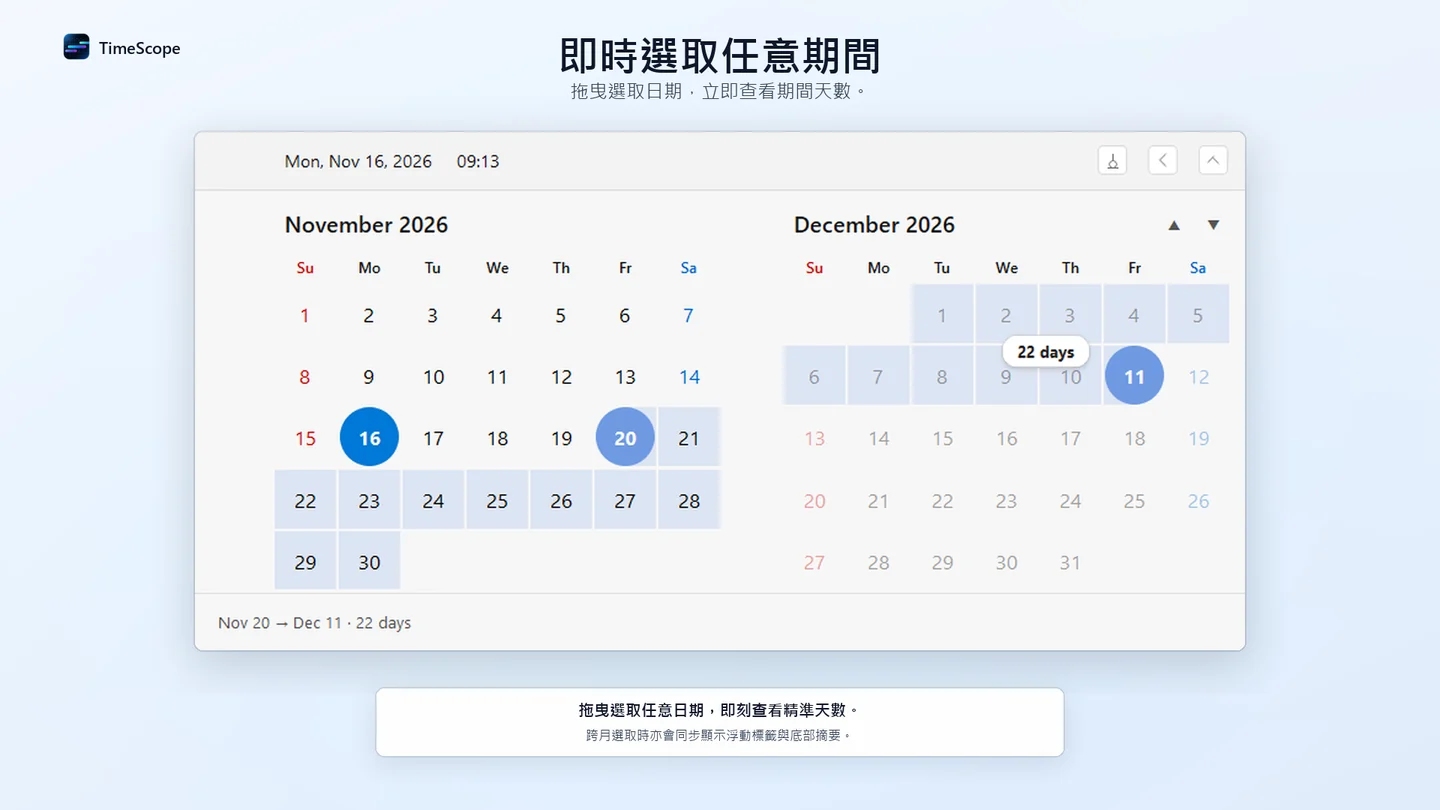 TimeScope
即時選取任意期間
拖曳選取日期，立即查看期間天數。
Mon, Nov 16, 2026 09:13
November 2026
Su Mo Tu We Th Fr Sa
1 2 3 4 5 6 7
8 9 10 11 12 13 14
15 16 17 18 19 20 21
22 23 24 25 26 27 28
29 30
December 2026 ▲ ▼
Su Mo Tu We Th Fr Sa
1 2 3 4 5
22 days
6 7 8 9 10 11 12
13 14 15 16 17 18 19
20 21 22 23 24 25 26
27 28 29 30 31
Nov 20 → Dec 11 · 22 days
拖曳選取任意日期，即刻查看精準天數。
跨月選取時亦會同步顯示浮動標籤與底部摘要。